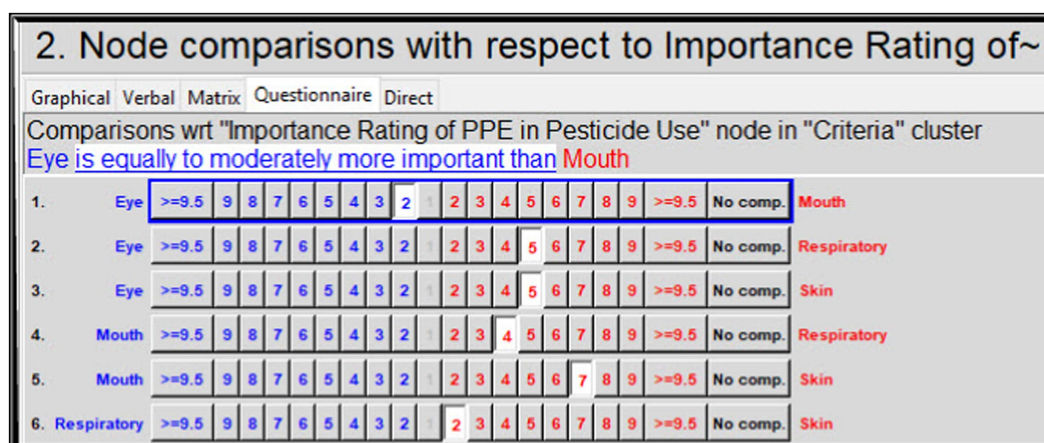 2. Node comparisons with respect to Importance Rating of~
Graphical Verbal Matrix Questionnaire Direct
Comparisons wrt "Importance Rating of PPE in Pesticide Use" node in "Criteria" cluster
Eye is equally to moderately more important than Mouth
1. Eye >=9.5 9 8 7 6 5 4 3 2 1 2 3 4 5 6 7 8 9 >=9.5 No comp. Mouth
2. Eye >=9.5 9 8 7 6 5 4 3 2 1 2 3 4 5 6 7 8 9 >=9.5 No comp. Respiratory
3. Eye >=9.5 9 8 7 6 5 4 3 2 1 2 3 4 5 6 7 8 9 >=9.5 No comp. Skin
4. Mouth >=9.5 9 8 7 6 5 4 3 2 1 2 3 4 5 6 7 8 9 >=9.5 No comp. Respiratory
5. Mouth >=9.5 9 8 7 6 5 4 3 2 1 2 3 4 5 6 7 8 9 >=9.5 No comp. Skin
6. Respiratory >=9.5 9 8 7 6 5 4 3 2 1 2 3 4 5 6 7 8 9 >=9.5 No comp. Skin